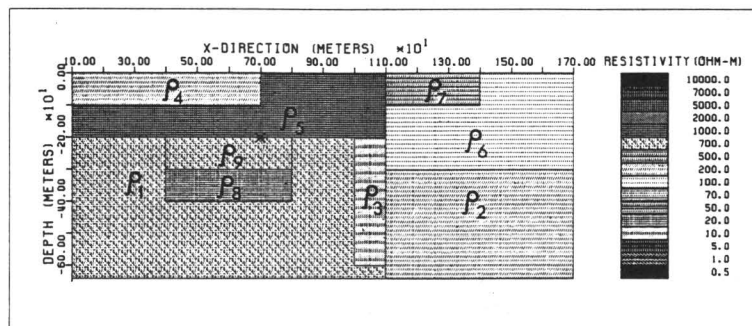 X-DIRECTION (METERS) ×10¹
10.00 30.00 50.00 70.00 90.00 110.00 130.00 150.00 170.00
RESISTIVITY (OHM-M)
DEPTH (METERS) ×10¹
0.00
-20.00
-40.00
-60.00
ρ4
ρ5
ρ7
ρ6
ρ9
ρ1
ρ8
ρ3
ρ2
10000.0
7000.0
5000.0
2000.0
1000.0
700.0
500.0
200.0
100.0
70.0
50.0
20.0
10.0
5.0
1.0
0.5